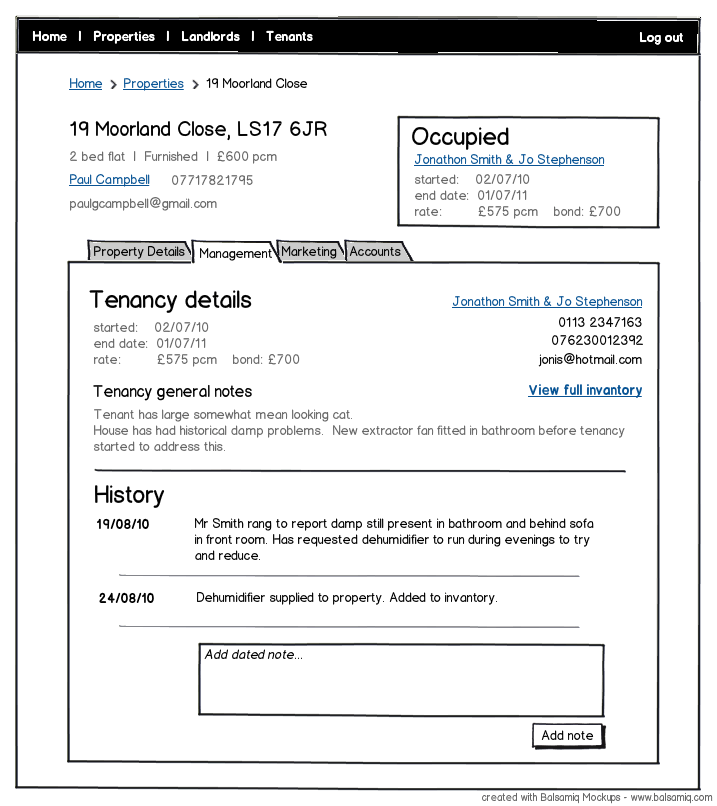 Home | Properties | Landlords | Tenants Log out
Home > Properties > 19 Moorland Close
19 Moorland Close, LS17 6JR
2 bed flat | Furnished | £600 pcm
Paul Campbell 07717821795
paulgcampbell@gmail.com
Occupied
Jonathon Smith & Jo Stephenson
started: 02/07/10
end date: 01/07/11
rate: £575 pcm bond: £700
Property Details Management Marketing Accounts
Tenancy details
started: 02/07/10
end date: 01/07/11
rate: £575 pcm bond: £700
Jonathon Smith & Jo Stephenson
0113 2347163
076230012392
jonis@hotmail.com
Tenancy general notes
View full invantory
Tenant has large somewhat mean looking cat.
House has had historical damp problems. New extractor fan fitted in bathroom before tenancy
started to address this.
History
19/08/10 Mr Smith rang to report damp still present in bathroom and behind sofa
in front room. Has requested dehumidifier to run during evenings to try
and reduce.
24/08/10 Dehumidifier supplied to property. Added to invantory.
Add dated note...
Add note
created with Balsamiq Mockups - www.balsamiq.com